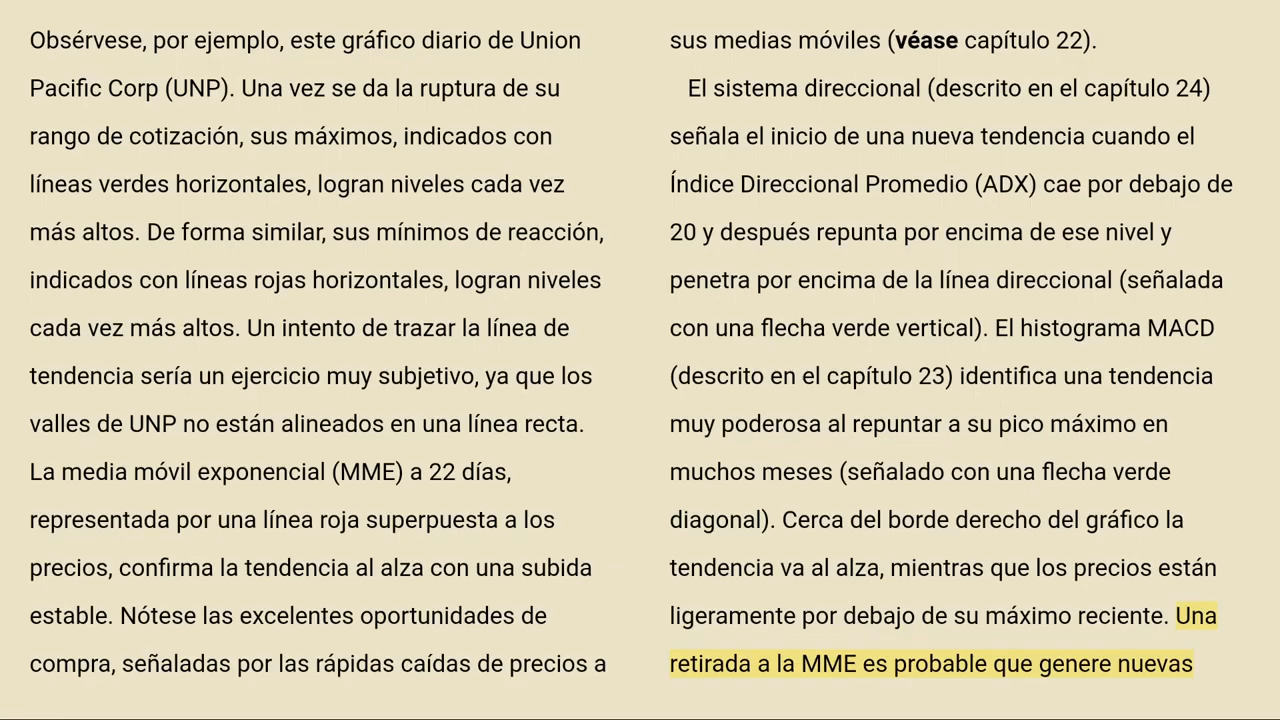 Obsérvese, por ejemplo, este gráfico diario de Union
Pacific Corp (UNP). Una vez se da la ruptura de su
rango de cotización, sus máximos, indicados con
líneas verdes horizontales, logran niveles cada vez
más altos. De forma similar, sus mínimos de reacción,
indicados con líneas rojas horizontales, logran niveles
cada vez más altos. Un intento de trazar la línea de
tendencia sería un ejercicio muy subjetivo, ya que los
valles de UNP no están alineados en una línea recta.
La media móvil exponencial (MME) a 22 días,
representada por una línea roja superpuesta a los
precios, confirma la tendencia al alza con una subida
estable. Nótese las excelentes oportunidades de
compra, señaladas por las rápidas caídas de precios a
sus medias móviles (véase capítulo 22).
El sistema direccional (descrito en el capítulo 24)
señala el inicio de una nueva tendencia cuando el
Índice Direccional Promedio (ADX) cae por debajo de
20 y después repunta por encima de ese nivel y
penetra por encima de la línea direccional (señalada
con una flecha verde vertical). El histograma MACD
(descrito en el capítulo 23) identifica una tendencia
muy poderosa al repuntar a su pico máximo en
muchos meses (señalado con una flecha verde
diagonal). Cerca del borde derecho del gráfico la
tendencia va al alza, mientras que los precios están
ligeramente por debajo de su máximo reciente. Una
retirada a la MME es probable que genere nuevas